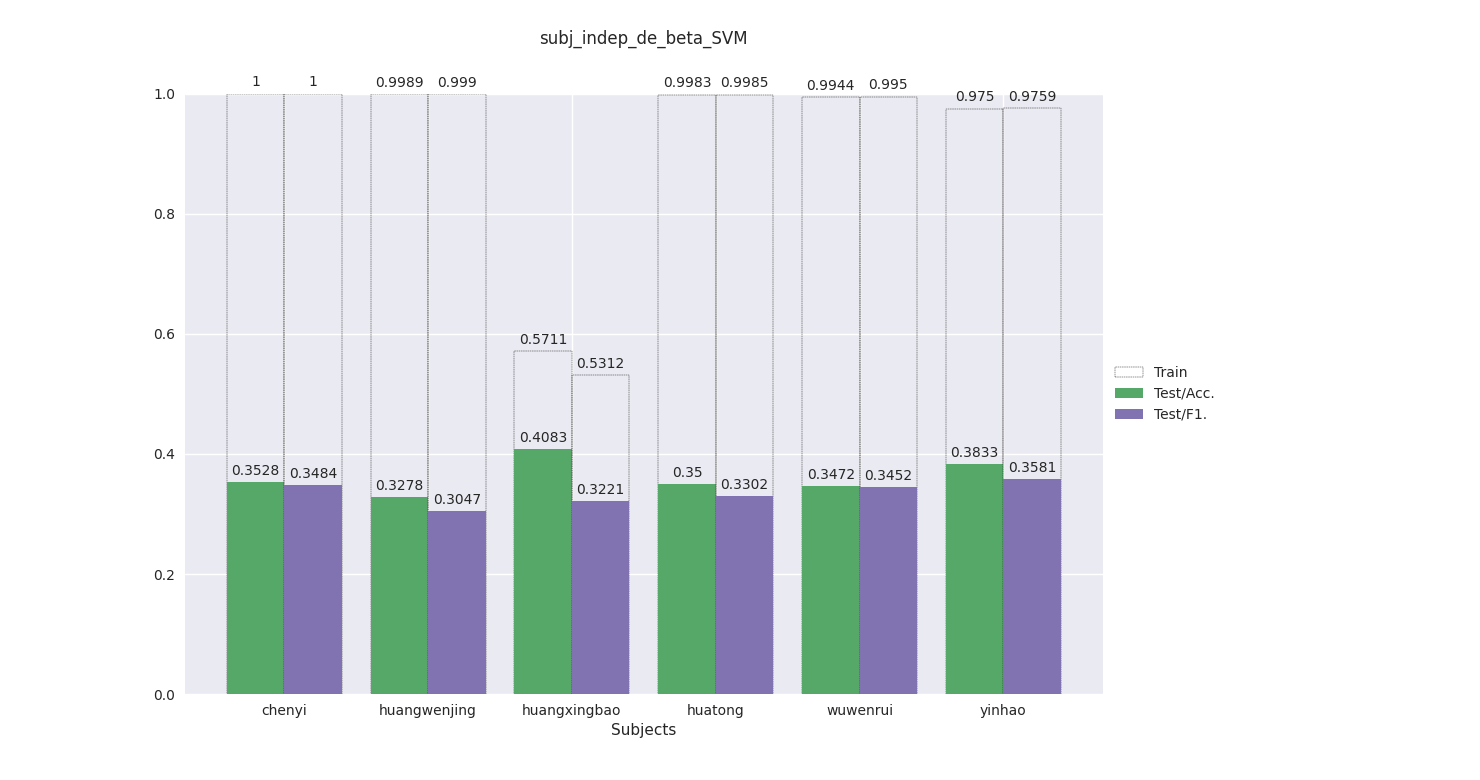 subj_indep_de_beta_SVM
1 1 0.9989 0.999 0.9983 0.9985 0.9944 0.995 0.975 0.9759
1.0
0.8
0.6
0.5711
0.5312
0.4083
0.4
0.3528 0.3484 0.3278 0.3047 0.3221 0.35 0.3302 0.3472 0.3452 0.3833 0.3581
0.2
0.0
chenyi huangwenjing huangxingbao huatong wuwenrui yinhao
Subjects
Train
Test/Acc.
Test/F1.